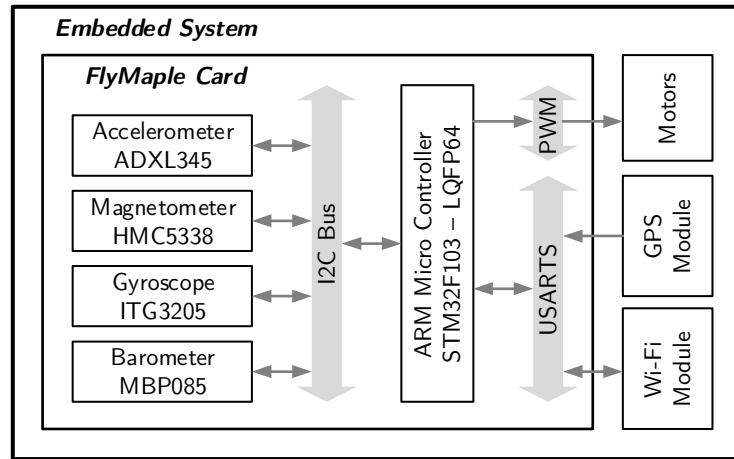 Embedded System
FlyMaple Card
Accelerometer
ADXL345
Magnetometer
HMC5338
Gyroscope
ITG3205
Barometer
MBP085
I2C Bus
ARM Micro Controller
STM32F103 – LQFP64
PWM
USARTS
Motors
GPS
Module
Wi-Fi
Module